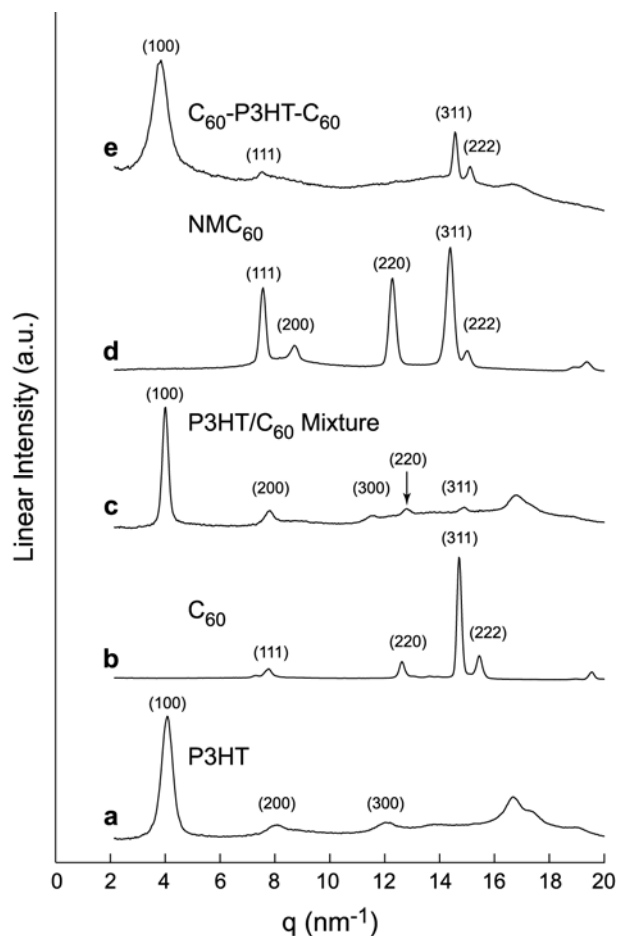 (100)
C60-P3HT-C60
(311)
(222)
(111)
e
NMC60
(311)
(111)
(220)
(200)
(222)
d
(100)
P3HT/C60 Mixture
(220)
(200)
(300)
(311)
c
(311)
C60
(111)
(220)
(222)
b
(100)
P3HT
(200)
(300)
a
Linear Intensity (a.u.)
0 2 4 6 8 10 12 14 16 18 20
q (nm-1)